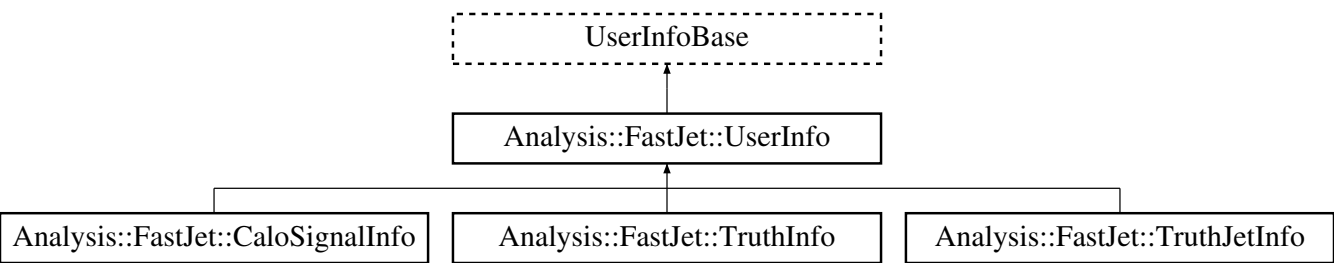 UserInfoBase
Analysis::FastJet::UserInfo
Analysis::FastJet::CaloSignalInfo
Analysis::FastJet::TruthInfo
Analysis::FastJet::TruthJetInfo